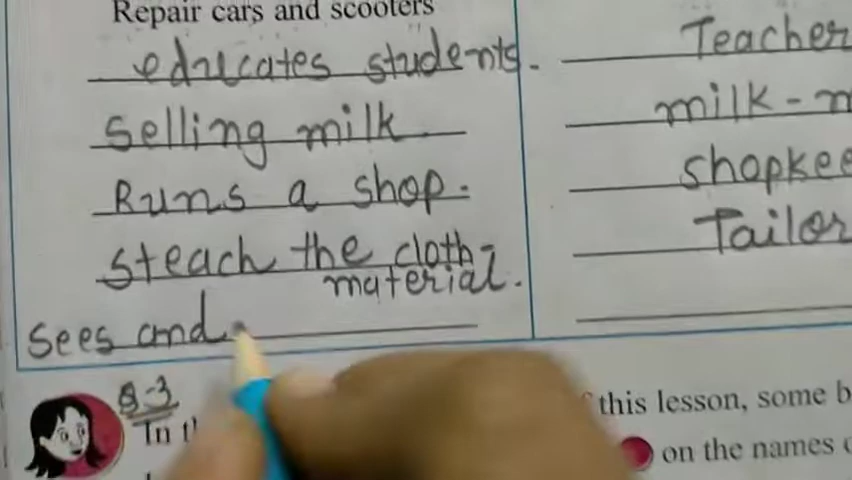 Repair cars and scooters
educates students. Teacher
Selling milk milk-m
Runs a shop. shopkee
steach the cloth Tailor
material.
sees and
Q-3
In this lesson, some b
on the names